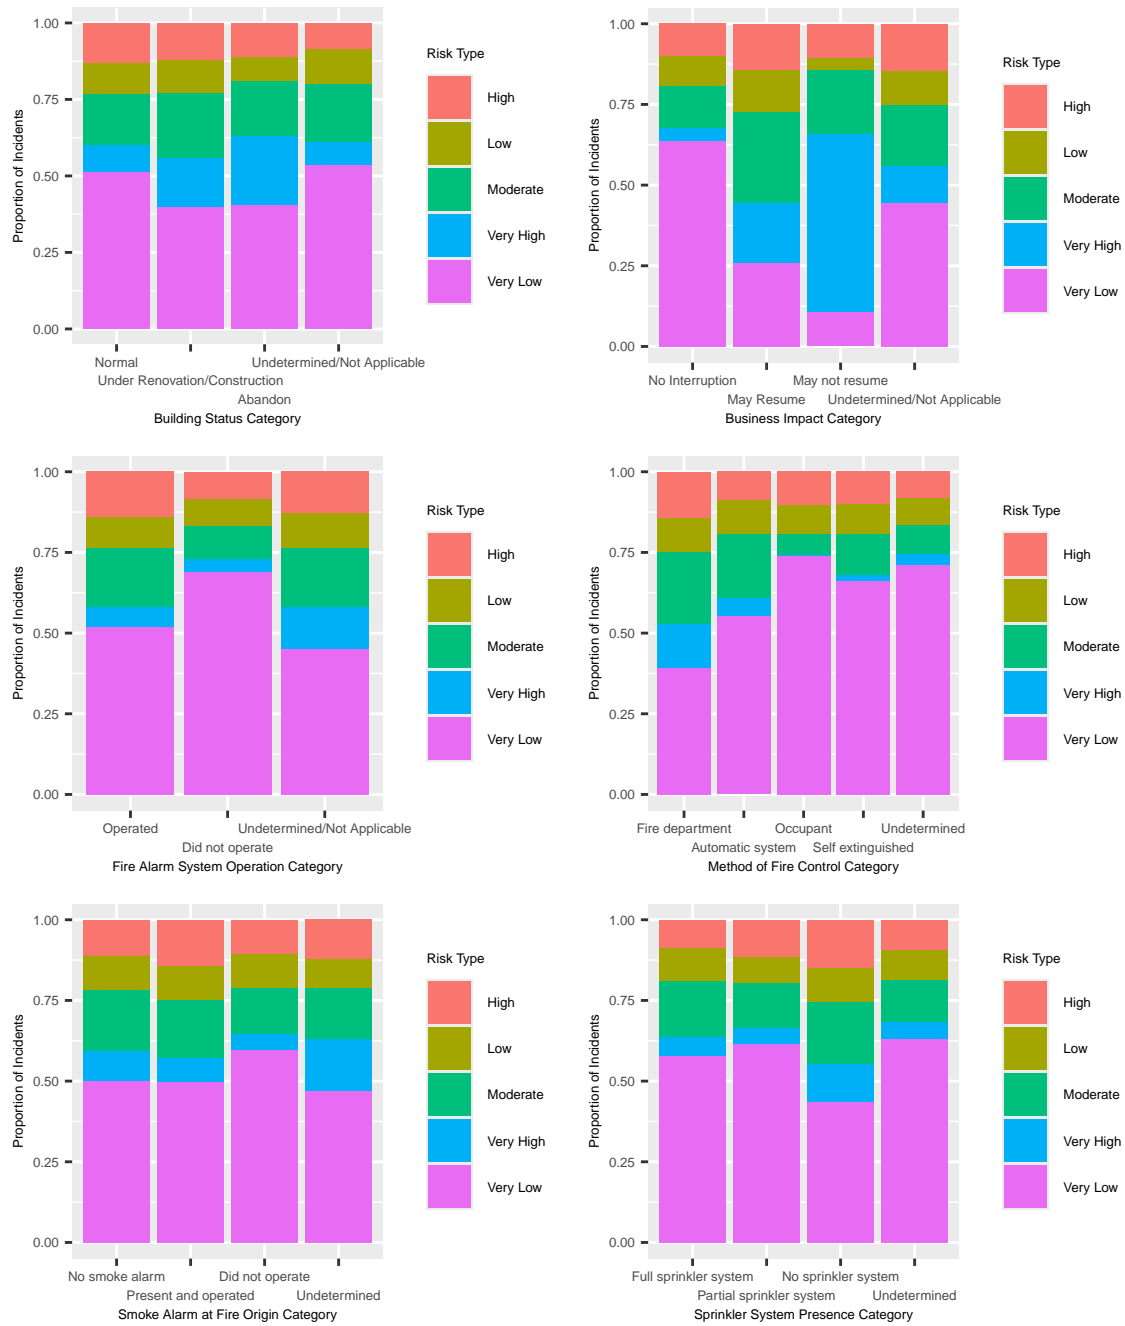 Proportion of Incidents
1.00
0.75
0.50
0.25
0.00
Normal
Undetermined/Not Applicable
Under Renovation/Construction
Abandon
Building Status Category
Risk Type
High
Low
Moderate
Very High
Very Low
Proportion of Incidents
1.00
0.75
0.50
0.25
0.00
No Interruption
May not resume
May Resume
Undetermined/Not Applicable
Business Impact Category
Risk Type
High
Low
Moderate
Very High
Very Low
Proportion of Incidents
1.00
0.75
0.50
0.25
0.00
Operated
Undetermined/Not Applicable
Did not operate
Fire Alarm System Operation Category
Risk Type
High
Low
Moderate
Very High
Very Low
Proportion of Incidents
1.00
0.75
0.50
0.25
0.00
Fire department
Occupant
Undetermined
Automatic system
Self extinguished
Method of Fire Control Category
Risk Type
High
Low
Moderate
Very High
Very Low
Proportion of Incidents
1.00
0.75
0.50
0.25
0.00
No smoke alarm
Did not operate
Present and operated
Undetermined
Smoke Alarm at Fire Origin Category
Risk Type
High
Low
Moderate
Very High
Very Low
Proportion of Incidents
1.00
0.75
0.50
0.25
0.00
Full sprinkler system
No sprinkler system
Partial sprinkler system
Undetermined
Sprinkler System Presence Category
Risk Type
High
Low
Moderate
Very High
Very Low